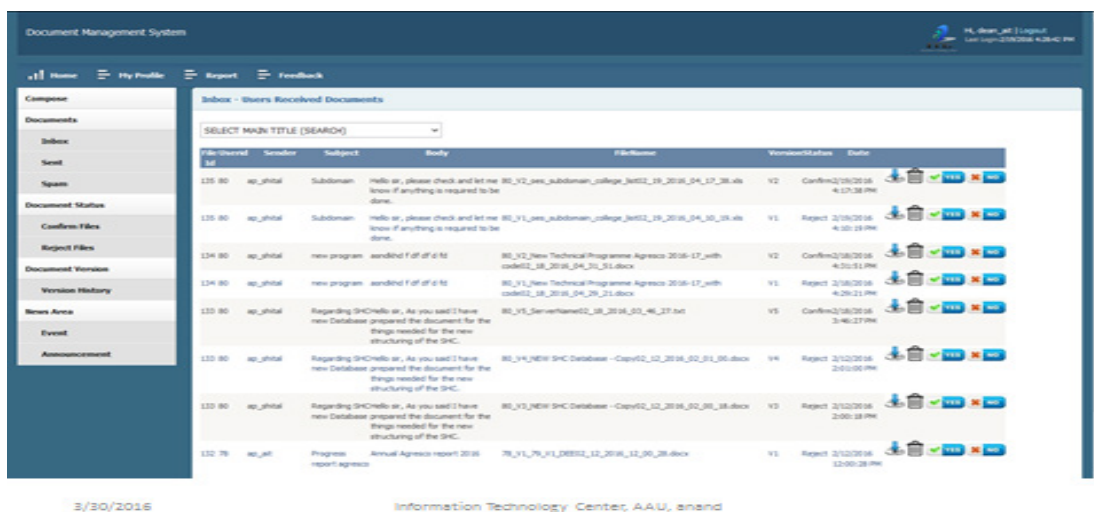 Document Management System
Hi, dean_ait | Logout
Last Login:2/19/2016 4:28:42 PM
Home My Profile Report Feedback
Compose
Documents
Inbox
Sent
Spam
Document Status
Confirm Files
Reject Files
Document Version
Version History
News Area
Event
Announcement
Inbox - Users Received Documents
SELECT MAIN TITLE [SEARCH]
File Userid Sender Subject Body FileName Version Status Date
Id
135 80 ap_shital Subdomain Hello sir, please check and let me 80_V2_oes_subdomain_college_list02_19_2016_04_17_38.xls V2 Confirm 2/19/2016 YES NO
know if anything is required to be 4:17:38 PM
done.
135 80 ap_shital Subdomain Hello sir, please check and let me 80_V1_oes_subdomain_college_list02_19_2016_04_10_19.xls V1 Reject 2/19/2016 YES NO
know if anything is required to be 4:10:19 PM
done.
134 80 ap_shital new program f df df d fd 80_V2_New Technical Programme Agresco 2016-17_with V2 Confirm 2/18/2016 YES NO
code02_18_2016_04_31_51.docx 4:31:51 PM
134 80 ap_shital new program f df df d fd 80_V1_New Technical Programme Agresco 2016-17_with V1 Reject 2/18/2016 YES NO
code02_18_2016_04_29_21.docx 4:29:21 PM
133 80 ap_shital Regarding SHC Hello sir, As you said I have 80_V5_ServerName02_18_2016_03_46_27.txt V5 Confirm 2/18/2016 YES NO
new Database prepared the document for the 3:46:27 PM
things needed for the new
structuring of the SHC.
133 80 ap_shital Regarding SHC Hello sir, As you said I have 80_V4_NEW SHC Database - Copy02_12_2016_02_01_00.docx V4 Reject 2/12/2016 YES NO
new Database prepared the document for the 2:01:00 PM
things needed for the new
structuring of the SHC.
133 80 ap_shital Regarding SHC Hello sir, As you said I have 80_V3_NEW SHC Database - Copy02_12_2016_02_00_18.docx V3 Reject 2/12/2016 YES NO
new Database prepared the document for the 2:00:18 PM
things needed for the new
structuring of the SHC.
132 78 ap_ait Progress Annual Agresco report 2016 78_V1_79_V1_DEE02_12_2016_12_00_28.docx V1 Reject 2/12/2016 YES NO
report agresco 12:00:28 PM
3/30/2016 Information Technology Center, AAU, anand